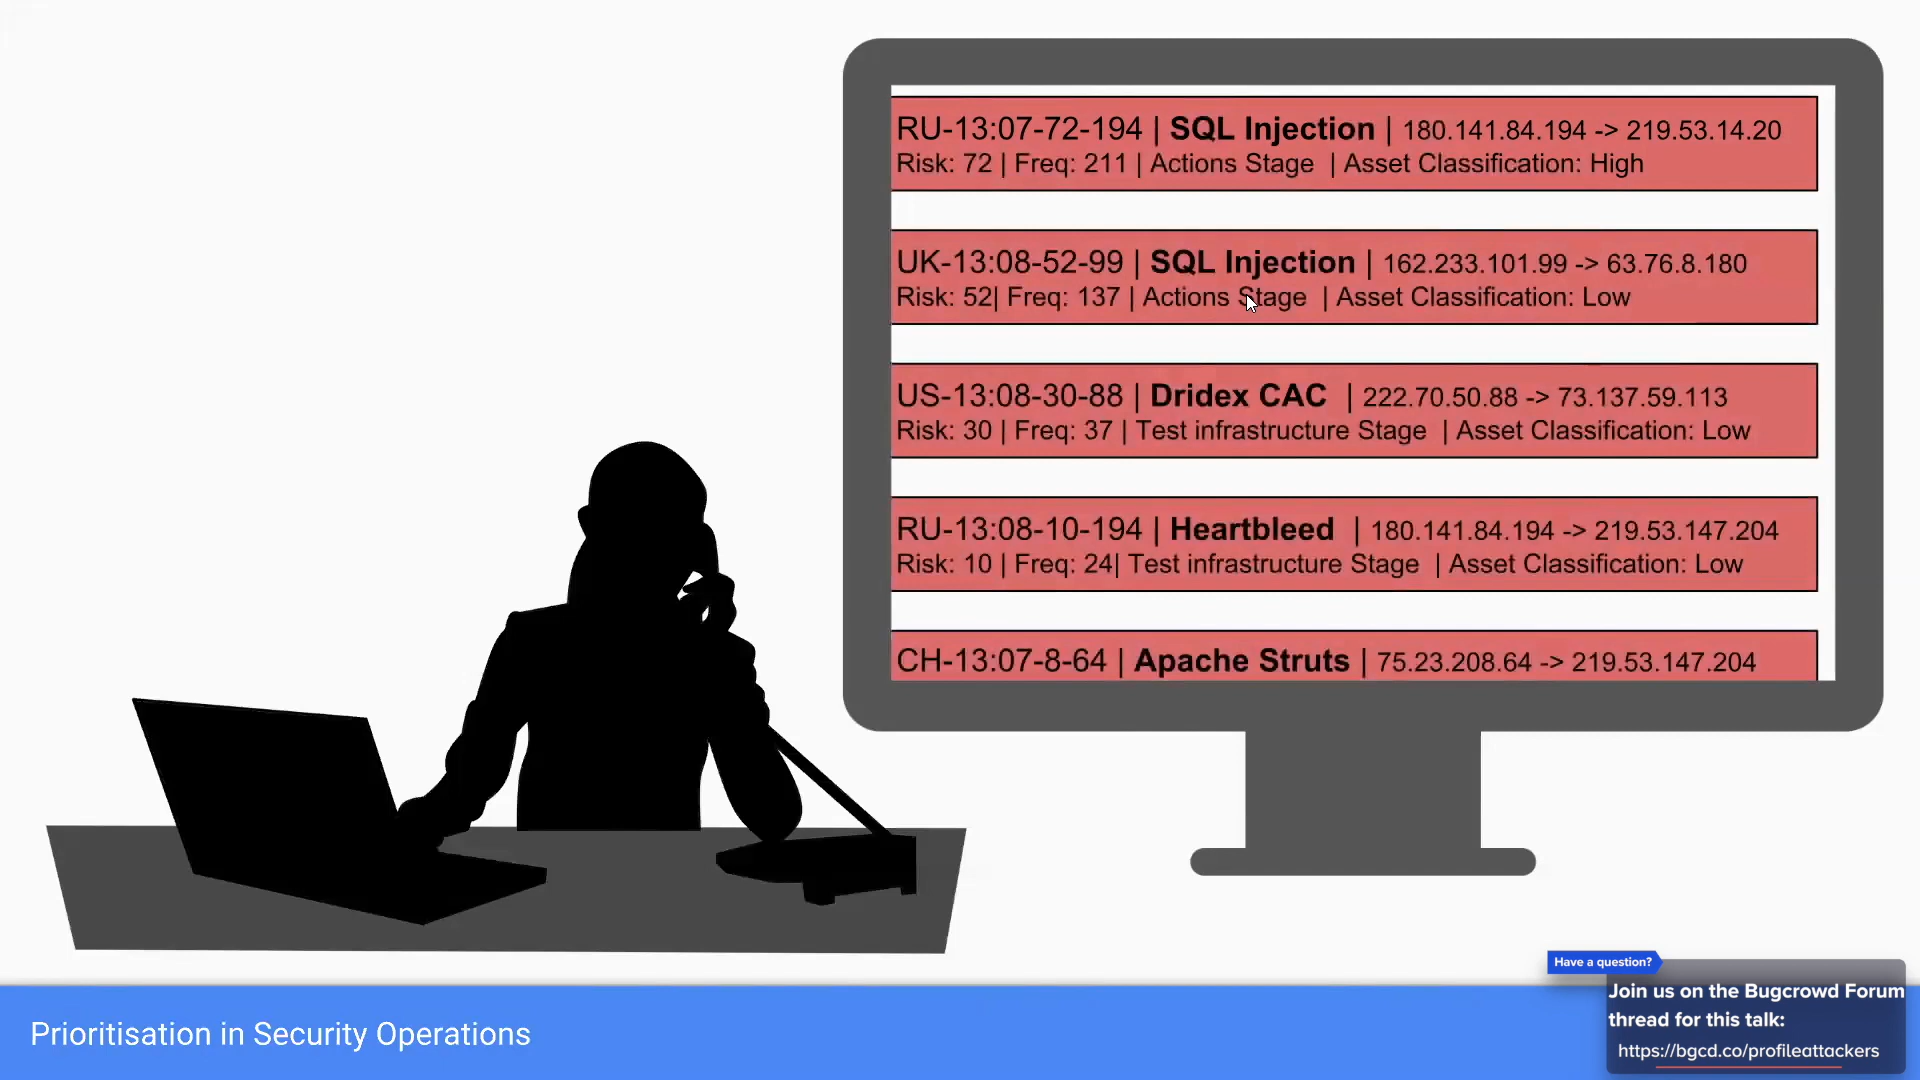 RU-13:07-72-194 | SQL Injection | 180.141.84.194 -> 219.53.14.20
Risk: 72 | Freq: 211 | Actions Stage | Asset Classification: High
UK-13:08-52-99 | SQL Injection | 162.233.101.99 -> 63.76.8.180
Risk: 52| Freq: 137 | Actions Stage | Asset Classification: Low
US-13:08-30-88 | Dridex CAC | 222.70.50.88 -> 73.137.59.113
Risk: 30 | Freq: 37 | Test infrastructure Stage | Asset Classification: Low
RU-13:08-10-194 | Heartbleed | 180.141.84.194 -> 219.53.147.204
Risk: 10 | Freq: 24| Test infrastructure Stage | Asset Classification: Low
CH-13:07-8-64 | Apache Struts | 75.23.208.64 -> 219.53.147.204
Prioritisation in Security Operations
Have a question?
Join us on the Bugcrowd Forum
thread for this talk:
https://bgcd.co/profileattackers